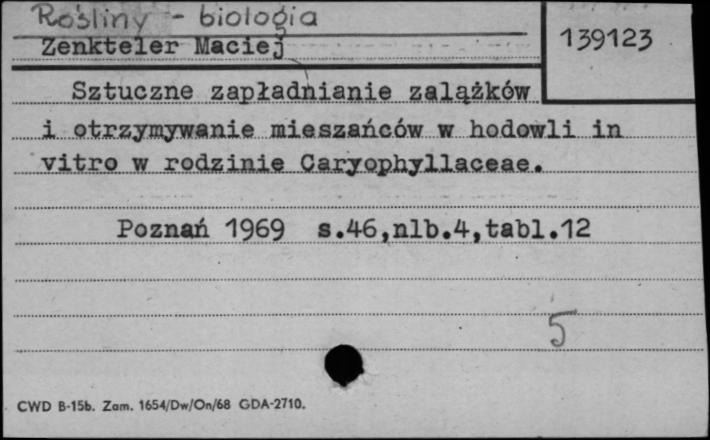 Rośliny - biologia
Zenkteler Maciej
139123
Sztuczne zapładnianie zalążków
i otrzymywanie mieszańców w hodowli in
vitro w rodzinie Caryophyllaceae.
Poznań 1969 s.46,nlb.4,tabl.12
5
CWD B-15b. Zam. 1654/Dw/On/68 GDA-2710.